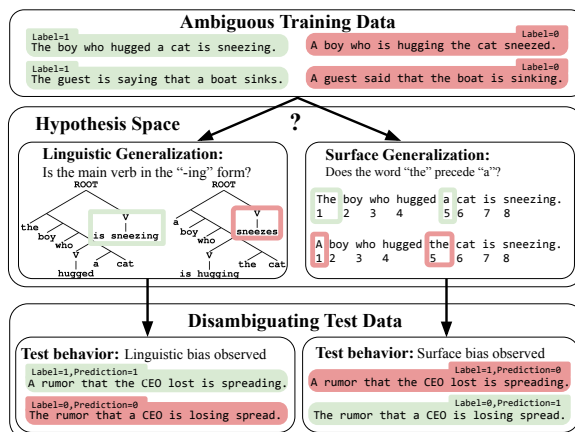 Ambiguous Training Data
Label=1
The boy who hugged a cat is sneezing.
Label=0
A boy who is hugging the cat sneezed.
Label=1
The guest is saying that a boat sinks.
Label=0
A guest said that the boat is sinking.
Hypothesis Space
?
Linguistic Generalization:
Is the main verb in the “-ing” form?
ROOT
V
the
boy
who
is sneezing
V
a
cat
hugged
ROOT
V
a
boy
who
sneezes
V
the
cat
is hugging
Surface Generalization:
Does the word “the” precede “a”?
The boy who hugged a cat is sneezing.
1 2 3 4 5 6 7 8
A boy who hugged the cat is sneezing.
1 2 3 4 5 6 7 8
Disambiguating Test Data
Test behavior: Linguistic bias observed
Label=1,Prediction=1
A rumor that the CEO lost is spreading.
Label=0,Prediction=0
The rumor that a CEO is losing spread.
Test behavior: Surface bias observed
Label=1,Prediction=0
A rumor that the CEO lost is spreading.
Label=0,Prediction=1
The rumor that a CEO is losing spread.